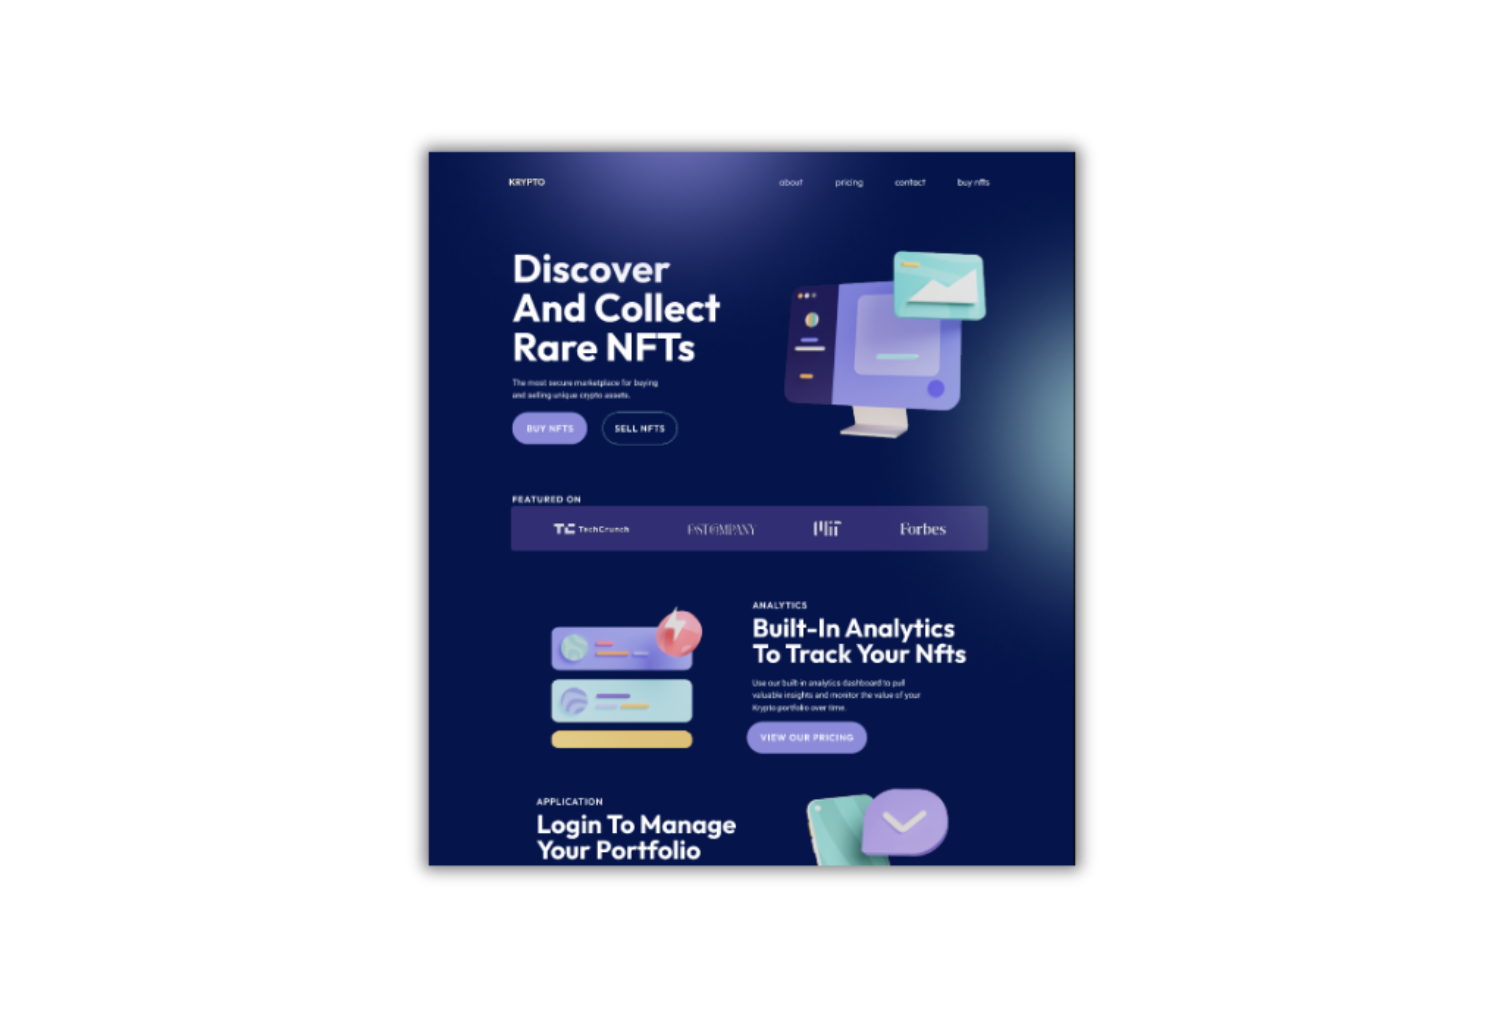 KRYPTO
about pricing contact buy nfts
Discover
And Collect
Rare NFTs
The most secure marketplace for buying
and selling unique crypto assets.
BUY NFTS SELL NFTS
FEATURED ON
TC TechCrunch FAST COMPANY MIT Forbes
ANALYTICS
Built-In Analytics
To Track Your Nfts
Use our built-in analytics dashboard to pull
valuable insights and monitor the value of your
Krypto portfolio over time.
VIEW OUR PRICING
APPLICATION
Login To Manage
Your Portfolio